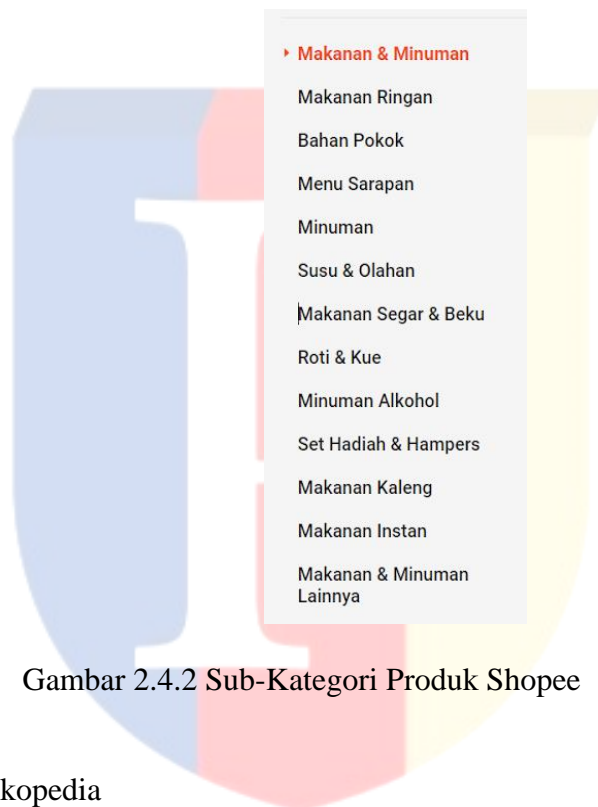 Makanan & Minuman
Makanan Ringan
Bahan Pokok
Menu Sarapan
Minuman
Susu & Olahan
Makanan Segar & Beku
Roti & Kue
Minuman Alkohol
Set Hadiah & Hampers
Makanan Kaleng
Makanan Instan
Makanan & Minuman
Lainnya
Gambar 2.4.2 Sub-Kategori Produk Shopee
kopedia